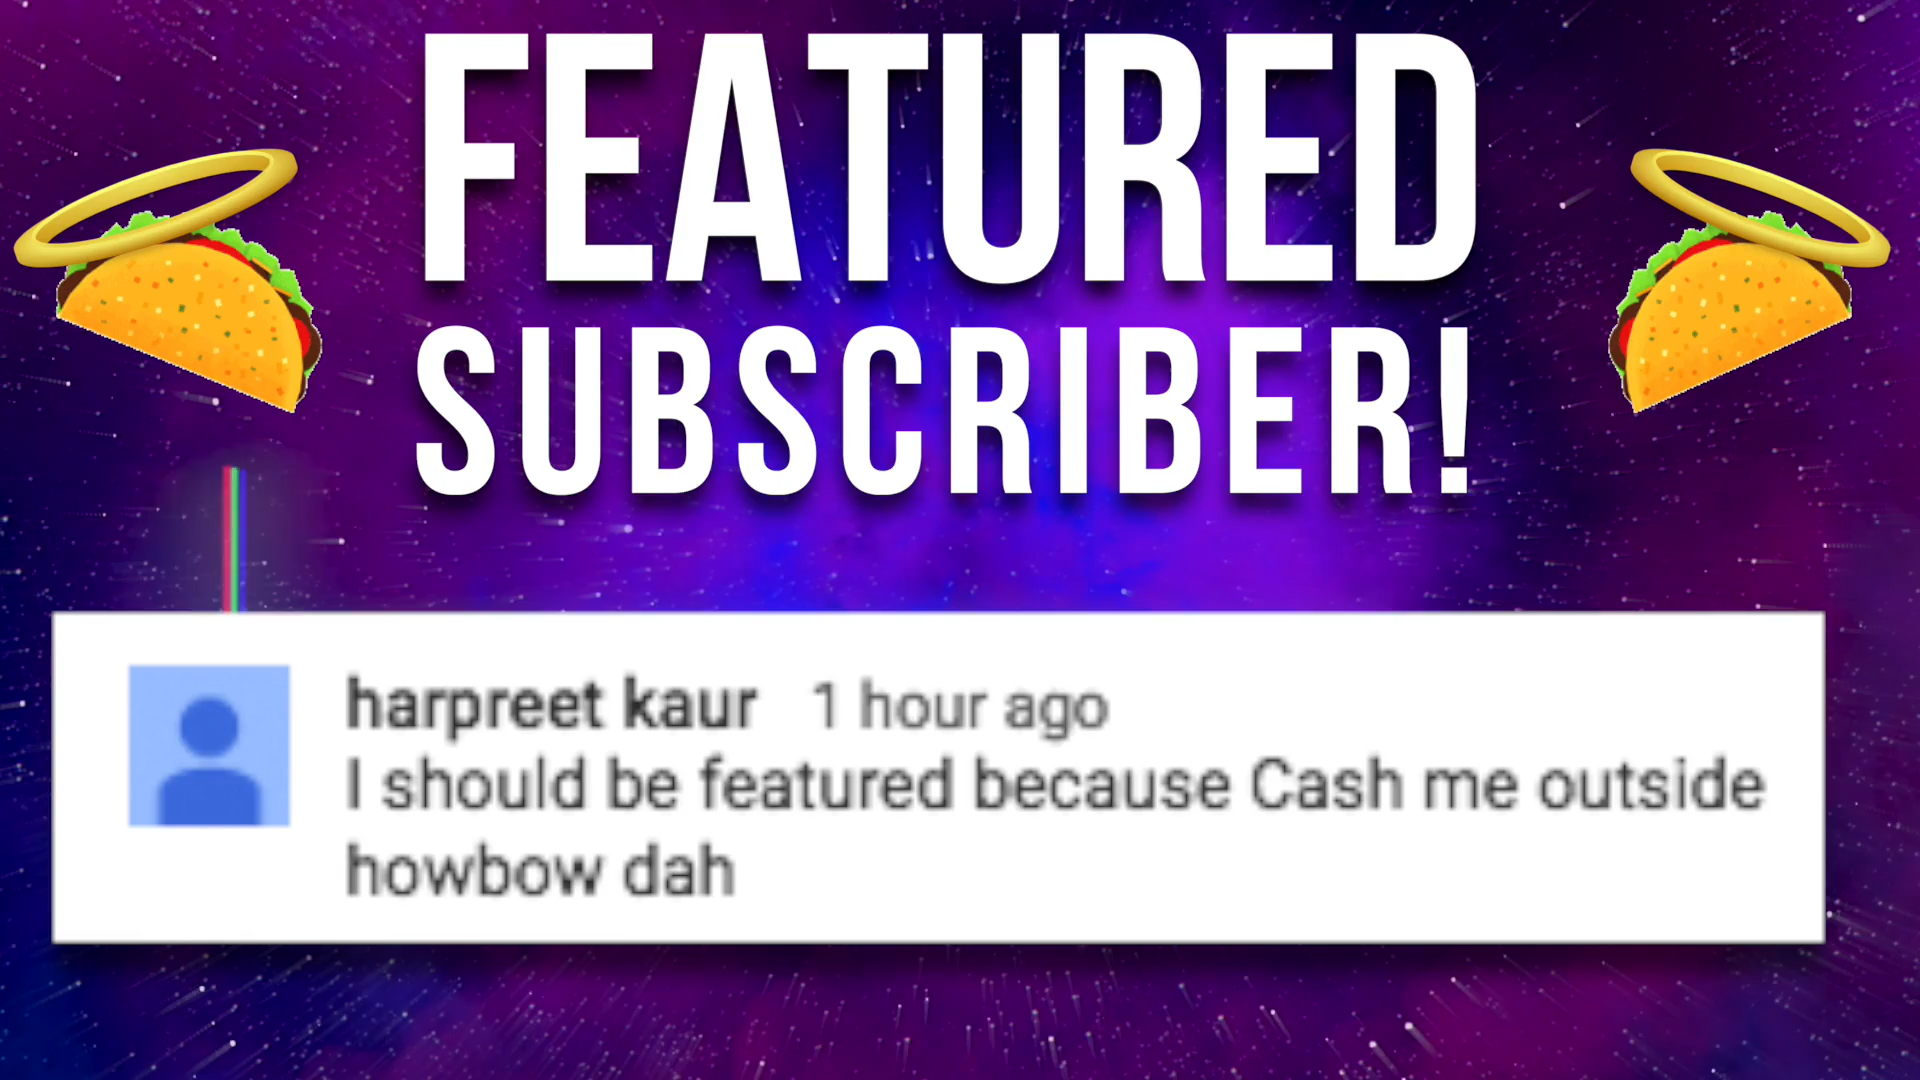 FEATURED
SUBSCRIBER!
harpreet kaur 1 hour ago
I should be featured because Cash me outside
howbow dah